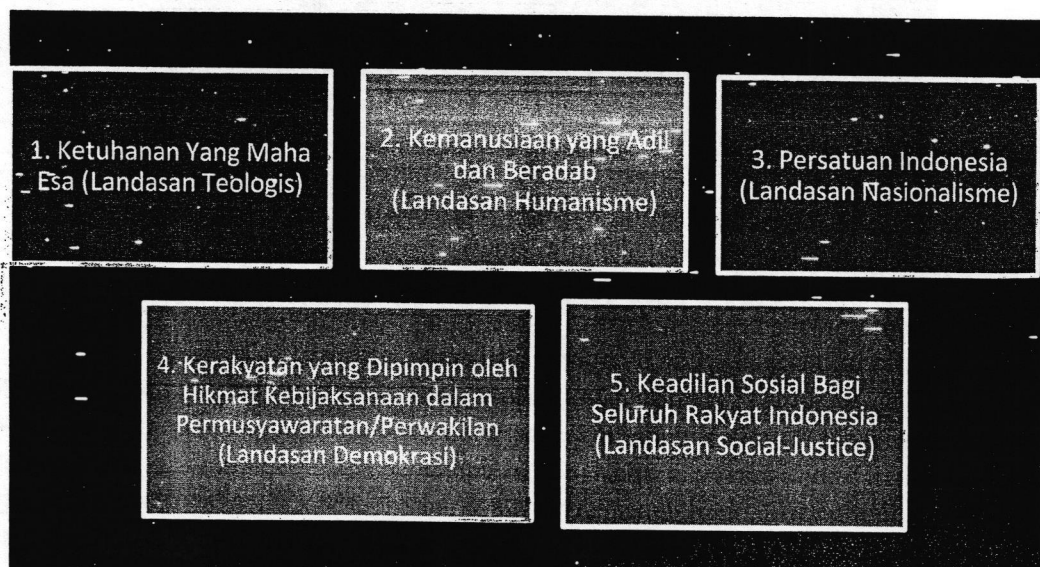 1. Ketuhanan Yang Maha
Esa (Landasan Teologis)
2. Kemanusiaan yang Adil
dan Beradab
(Landasan Humanisme)
3. Persatuan Indonesia
(Landasan Nasionalisme)
4. Kerakyatan yang Dipimpin oleh
Hikmat Kebijaksanaan dalam
Permusyawaratan/Perwakilan
(Landasan Demokrasi)
5. Keadilan Sosial Bagi
Seluruh Rakyat Indonesia
(Landasan Social-Justice)